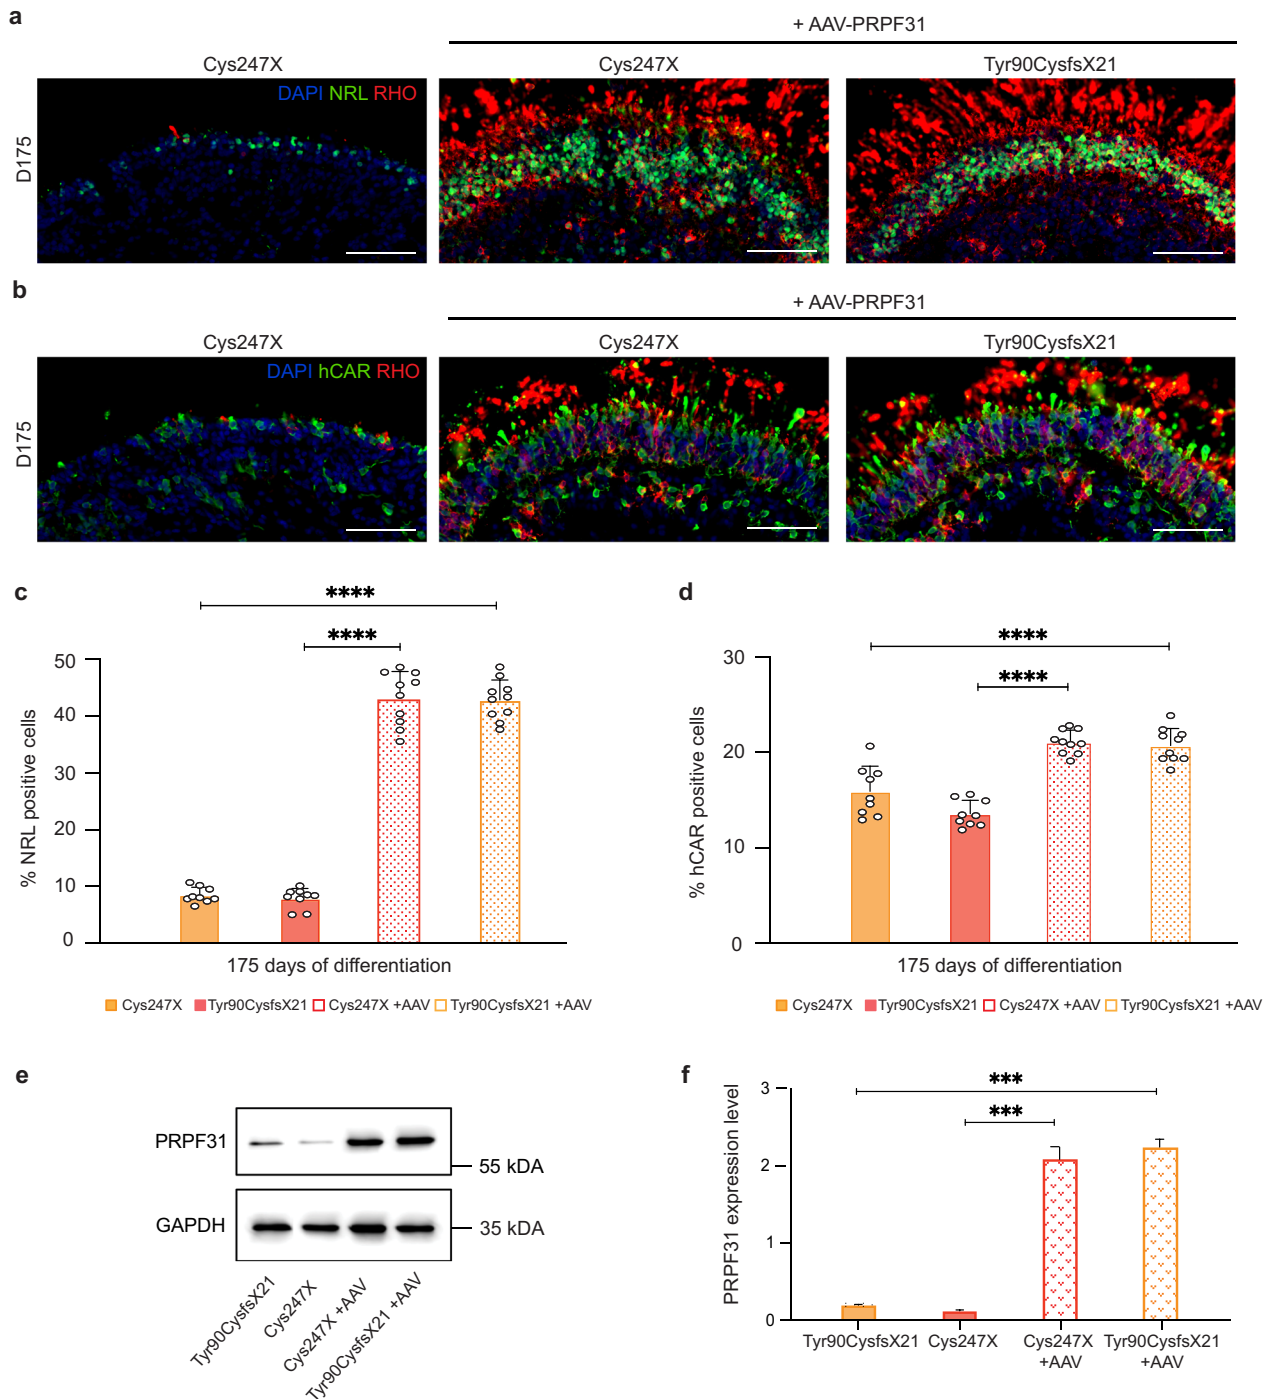 a
+ AAV-PRPF31
Cys247X
Cys247X
Tyr90CysfsX21
DAPI NRL RHO
D175
b
+ AAV-PRPF31
Cys247X
Cys247X
Tyr90CysfsX21
DAPI hCAR RHO
D175
c
****
****
50
40
30
20
10
0
% NRL positive cells
175 days of differentiation
Cys247X Tyr90CysfsX21 Cys247X +AAV Tyr90CysfsX21 +AAV
d
****
****
30
20
10
0
% hCAR positive cells
175 days of differentiation
Cys247X Tyr90CysfsX21 Cys247X +AAV Tyr90CysfsX21 +AAV
e
PRPF31
55 kDA
GAPDH
35 kDA
Tyr90CysfsX21
Cys247X
Cys247X +AAV
Tyr90CysfsX21 +AAV
f
***
***
3
2
1
0
PRPF31 expression level
Tyr90CysfsX21
Cys247X
Cys247X
+AAV
Tyr90CysfsX21
+AAV